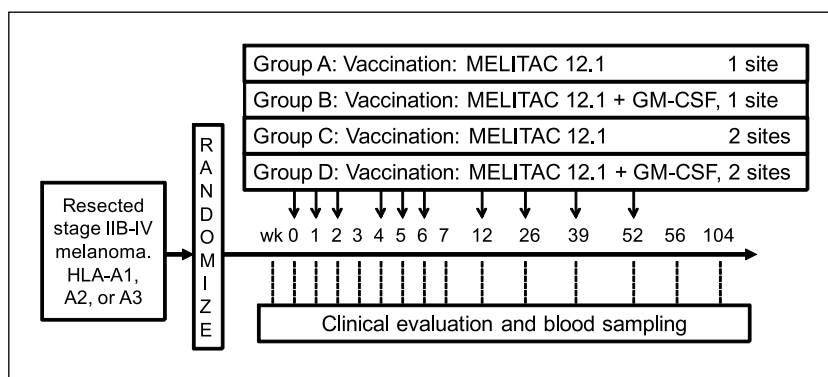 Group A: Vaccination: MELITAC 12.1 1 site
Group B: Vaccination: MELITAC 12.1 + GM-CSF, 1 site
Group C: Vaccination: MELITAC 12.1 2 sites
Group D: Vaccination: MELITAC 12.1 + GM-CSF, 2 sites
Resected
stage IIB-IV
melanoma.
HLA-A1,
A2, or A3
RANDOMIZE
wk 0 1 2 3 4 5 6 7 12 26 39 52 56 104
Clinical evaluation and blood sampling